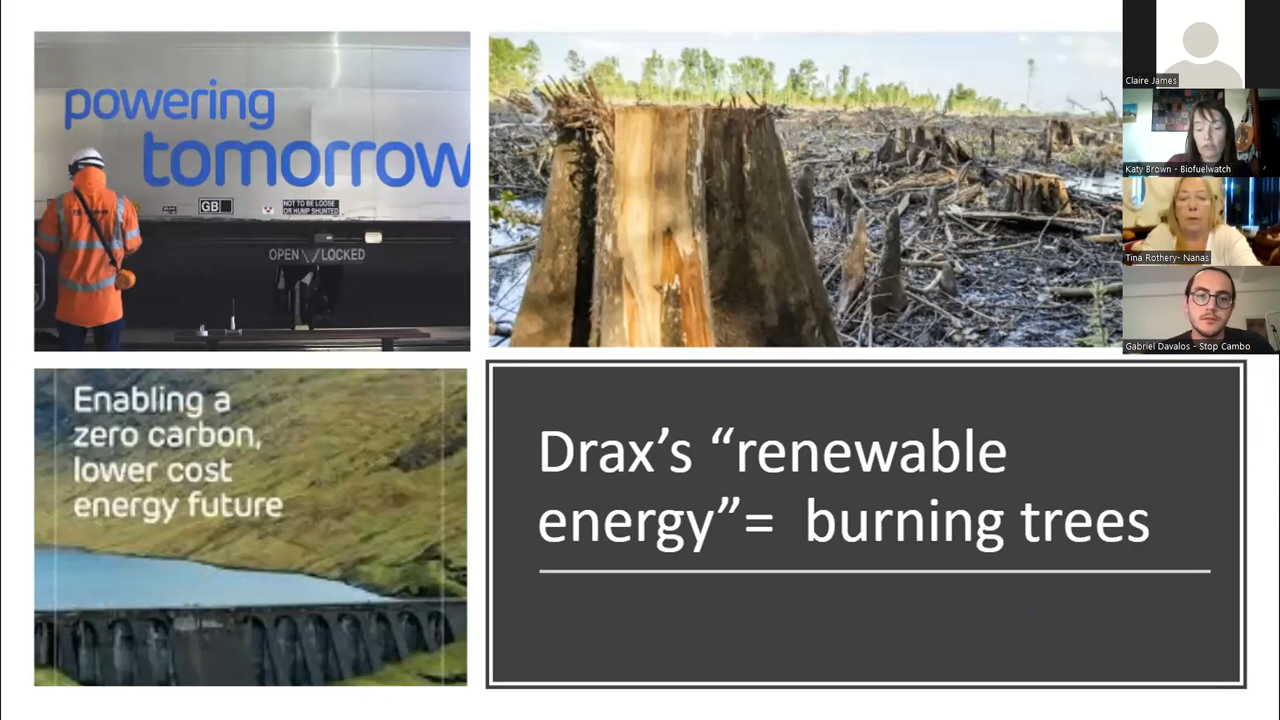 powering
tomorrow
GB
NOT TO BE LOOSE
OR HUMP SHUNTED
OPEN \/ LOCKED
Claire James
Katy Brown - Biofuelwatch
Tina Rothery- Nanas
Gabriel Davalos - Stop Cambo
Enabling a
zero carbon,
lower cost
energy future
Drax's “renewable
energy”= burning trees